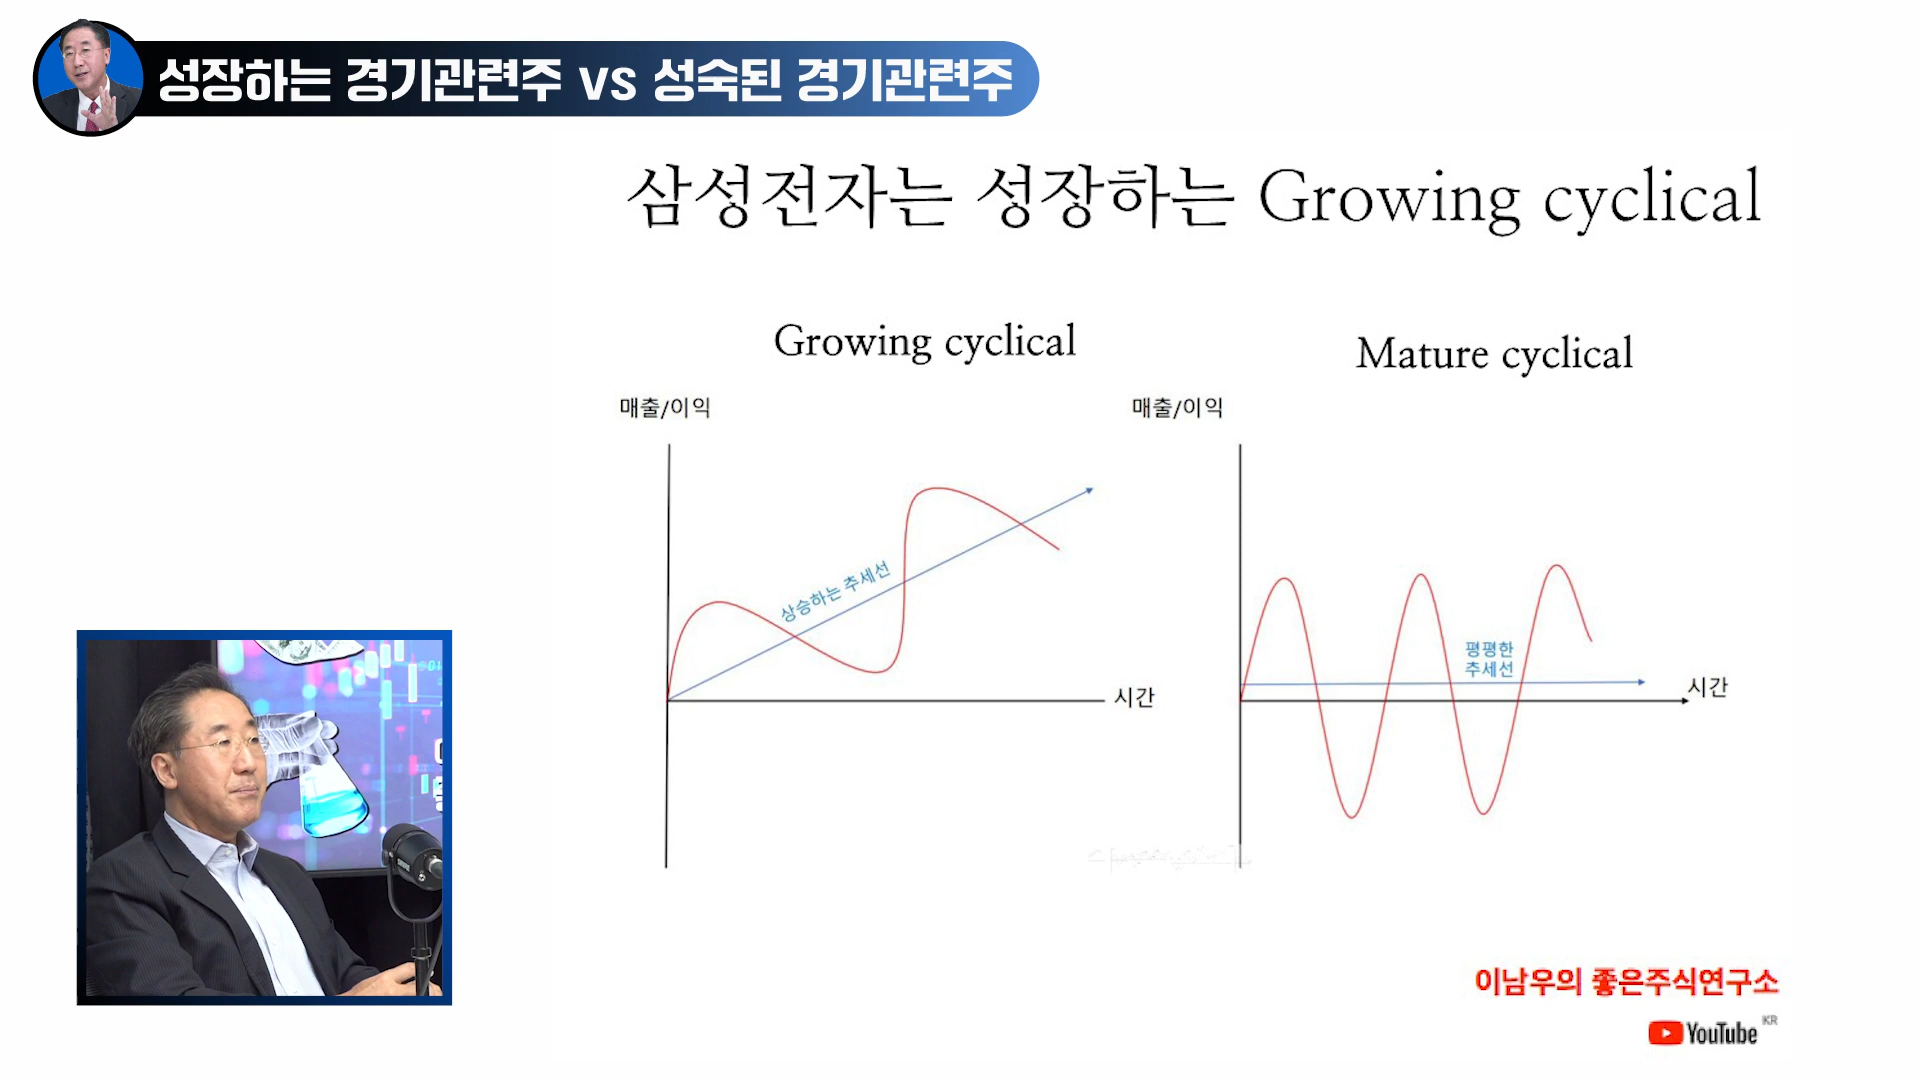 성장하는 경기관련주 vs 성숙된 경기관련주
삼성전자는 성장하는 Growing cyclical
Growing cyclical
매출/이익
상승하는 추세선
시간
Mature cyclical
매출/이익
평평한
추세선
시간
이남우의 좋은주식연구소
YouTube KR